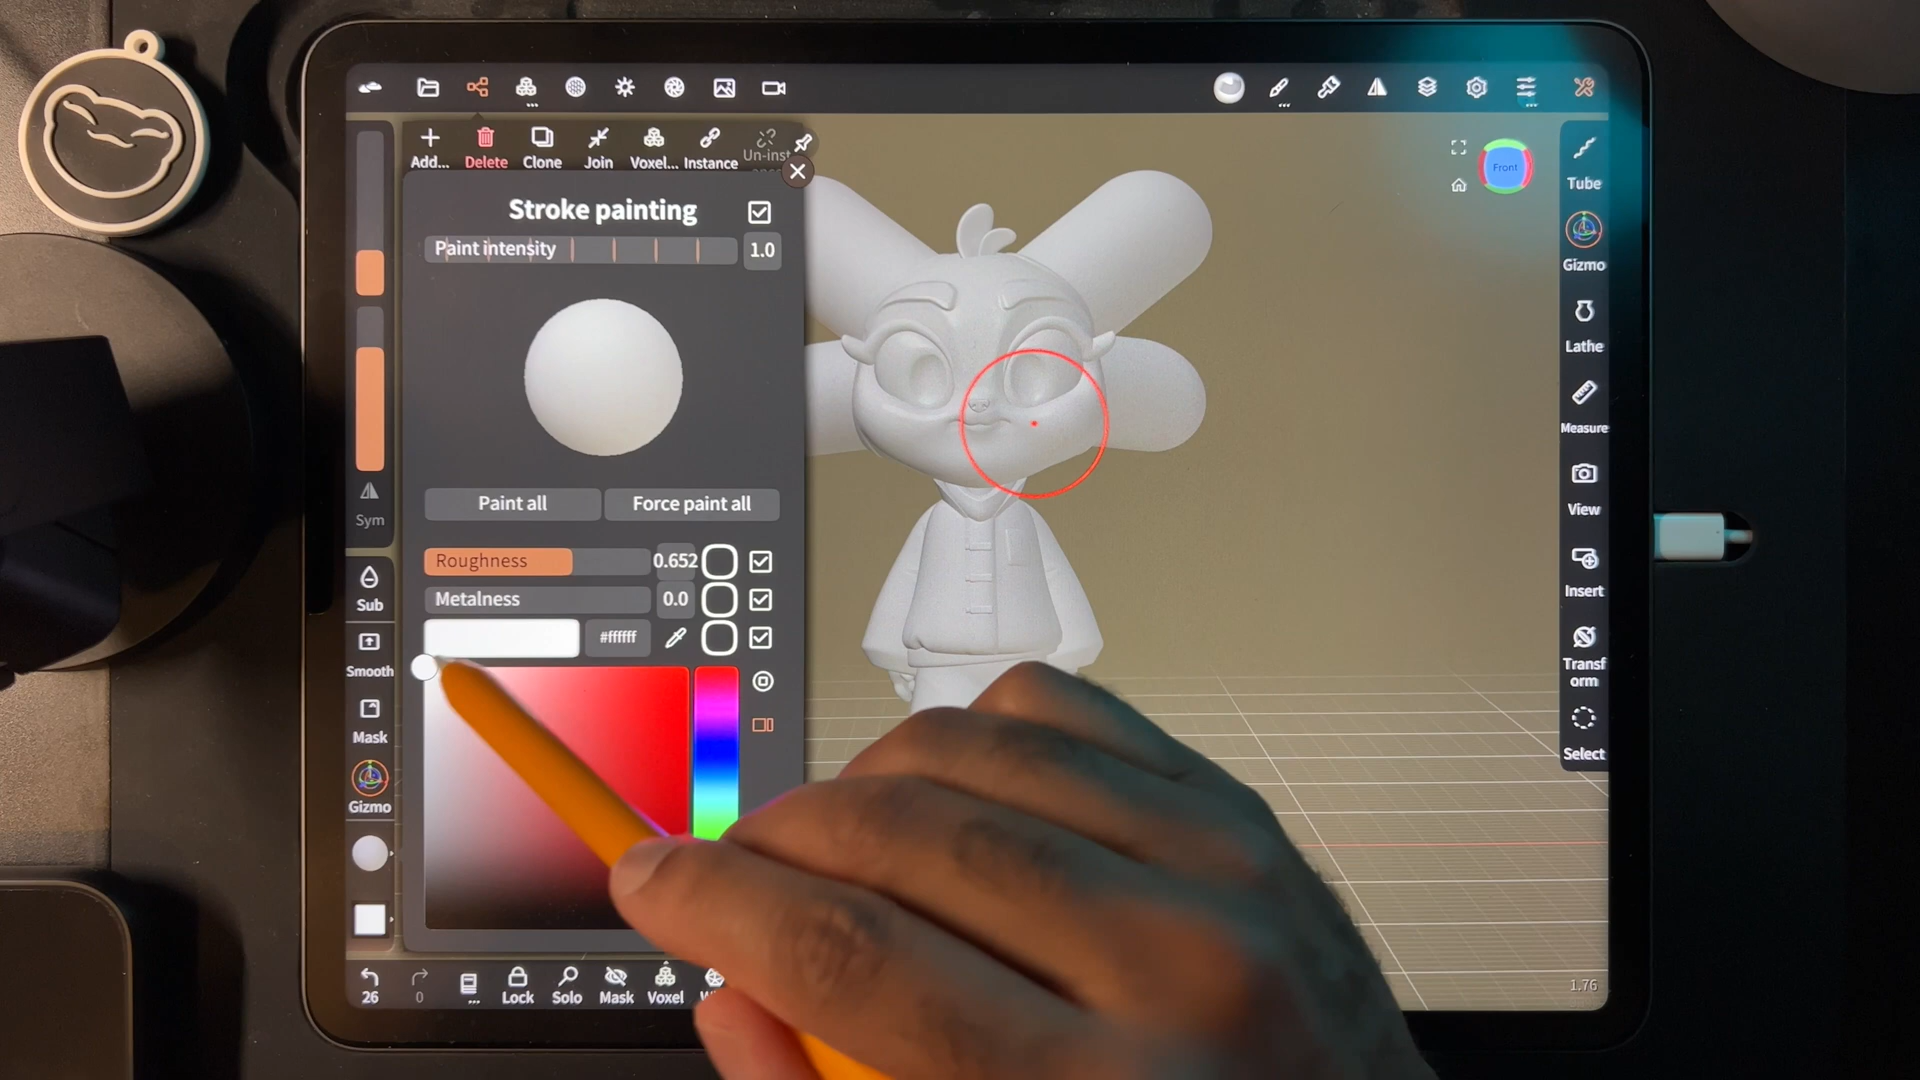 Add...
Delete
Clone
Join
Voxel...
Instance
Un-inst
Stroke painting
Paint intensity
1.0
Paint all
Force paint all
Roughness
0.652
Metalness
0.0
#ffffff
Sym
Sub
Smooth
Mask
Gizmo
26
0
...
Lock
Solo
Mask
Voxel
Front
Tube
Gizmo
Lathe
Measure
View
Insert
Transf
orm
Select
1.76